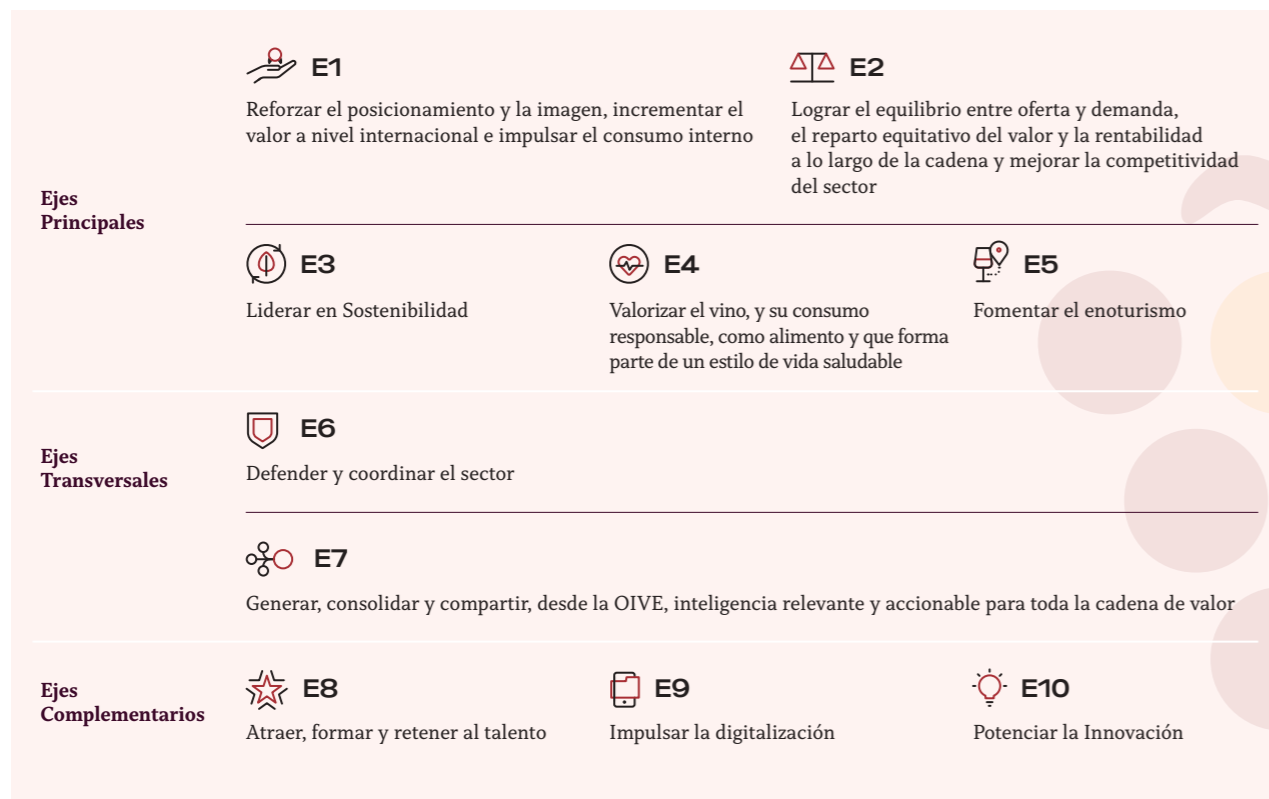 Ejes
Principales
E1
Reforzar el posicionamiento y la imagen, incrementar el
valor a nivel internacional e impulsar el consumo interno
E2
Lograr el equilibrio entre oferta y demanda,
el reparto equitativo del valor y la rentabilidad
a lo largo de la cadena y mejorar la competitividad
del sector
E3
Liderar en Sostenibilidad
E4
Valorizar el vino, y su consumo
responsable, como alimento y que forma
parte de un estilo de vida saludable
E5
Fomentar el enoturismo
Ejes
Transversales
E6
Defender y coordinar el sector
E7
Generar, consolidar y compartir, desde la OIVE, inteligencia relevante y accionable para toda la cadena de valor
Ejes
Complementarios
E8
Atraer, formar y retener al talento
E9
Impulsar la digitalización
E10
Potenciar la Innovación